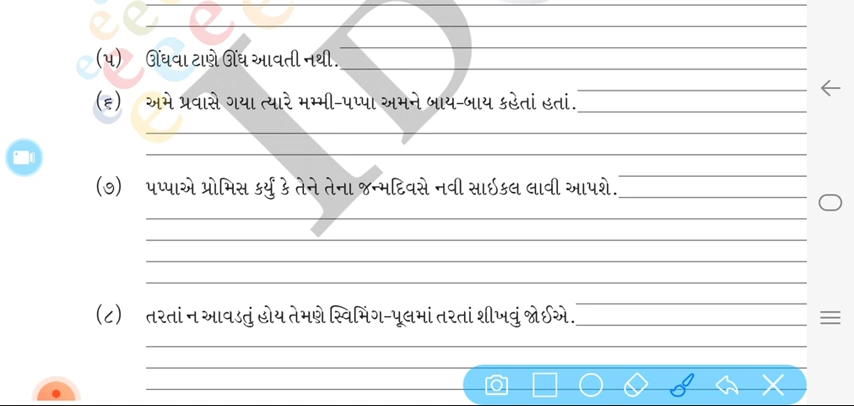 (૫) ઊંઘવા ટાણે ઊંઘ આવતી નથી.
(૬) અમે પ્રવાસે ગયા ત્યારે મમ્મી-પપ્પા અમને બાય-બાય કહેતાં હતાં.
(૭) પપ્પાએ પ્રોમિસ કર્યું કે તેને તેના જન્મદિવસે નવી સાઇકલ લાવી આપશે.
(૮) તરતાં ન આવડતું હોય તેમણે સ્વિમિંગ-પૂલમાં તરતાં શીખવું જોઈએ.